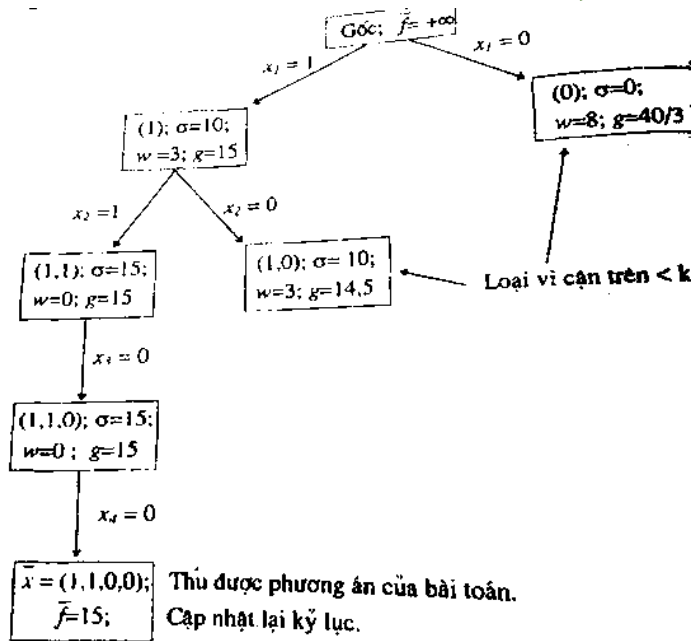 Gốc; f̄= +∞
x₁ = 1
x₁ = 0
(1); σ=10;
w =3; g=15
(0); σ=0;
w=8; g=40/3
x₂ =1
x₂ = 0
(1,1); σ=15;
w=0; g=15
(1,0); σ= 10;
w=3; g=14,5
Loại vì cận trên < k
x₃ = 0
(1,1,0); σ=15;
w=0 ; g=15
x₄ = 0
x̄ = (1,1,0,0);
f̄=15;
Thu được phương án của bài toán.
Cập nhật lại kỷ lục.